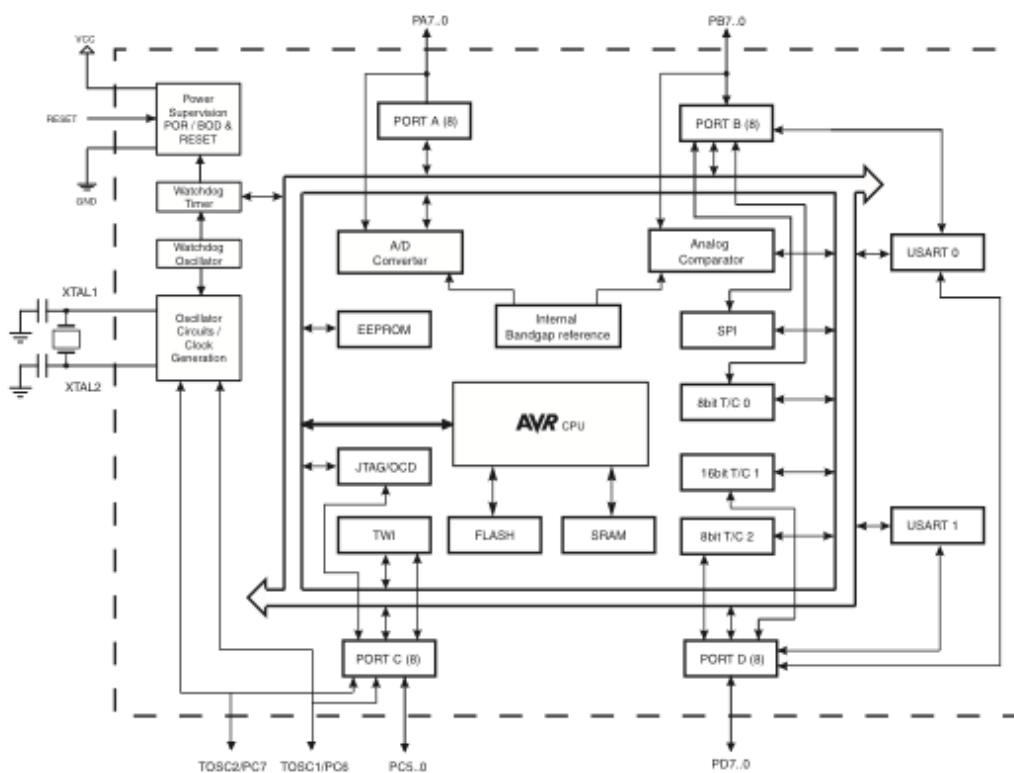 PA7..0
PB7..0
VCC
RESET
GND
Power
Supervision
POR / BOD &
RESET
PORT A (8)
PORT B (8)
Watchdog
Timer
Watchdog
Oscillator
A/D
Converter
Analog
Comparator
USART 0
XTAL1
XTAL2
Oscillator
Circuits /
Clock
Generation
EEPROM
Internal
Bandgap reference
SPI
AVR CPU
8bit T/C 0
JTAG/OCD
16bit T/C 1
TWI
FLASH
SRAM
8bit T/C 2
USART 1
PORT C (8)
PORT D (8)
TOSC2/PC7
TOSC1/PC6
PC5..0
PD7..0